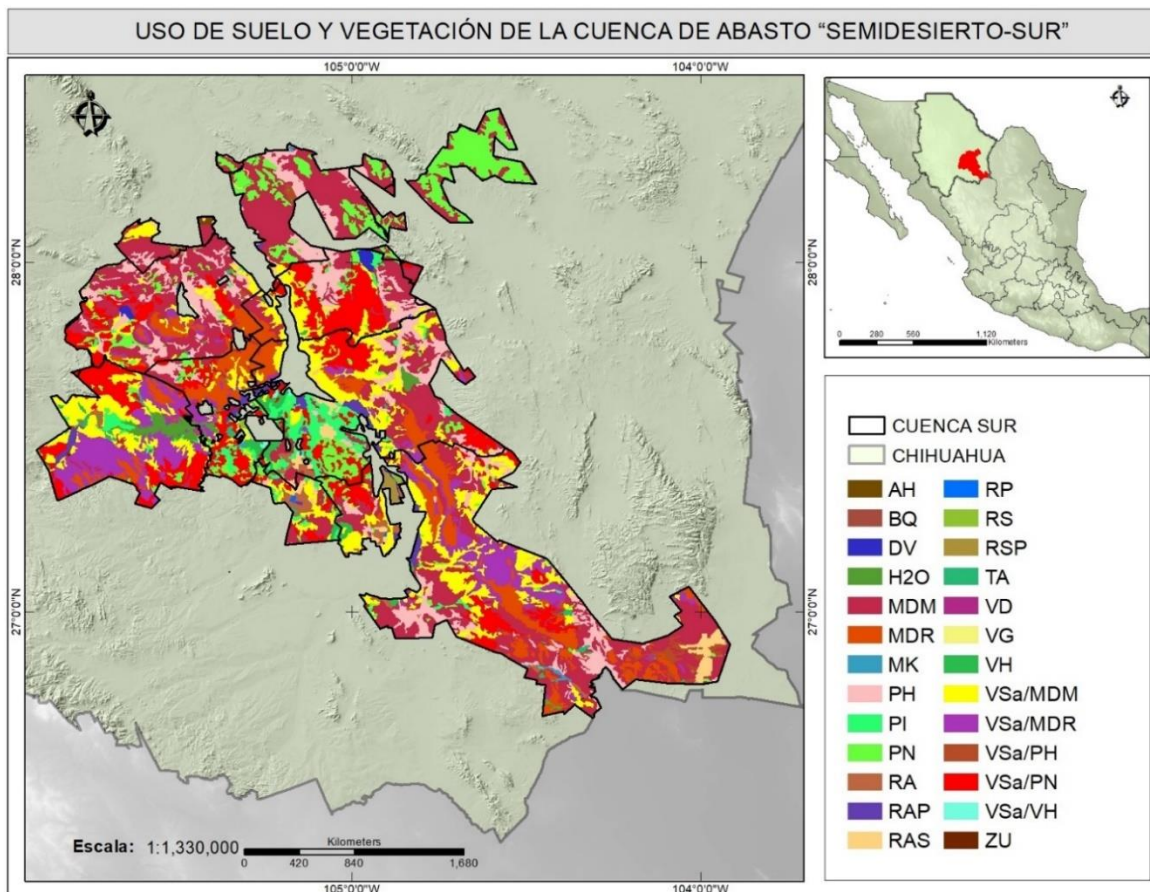 USO DE SUELO Y VEGETACIÓN DE LA CUENCA DE ABASTO "SEMIDESIERTO-SUR"
105°0'0"W 104°0'0"W
28°0'0"N 28°0'0"N
27°0'0"N 27°0'0"N
Escala: 1:1,330,000
Kilometers
0 420 840 1,680
105°0'0"W 104°0'0"W
0 280 560 1,120
Kilometers
CUENCA SUR
CHIHUAHUA
AH RP
BQ RS
DV RSP
H2O TA
MDM VD
MDR VG
MK VH
PH VSa/MDM
PI VSa/MDR
PN VSa/PH
RA VSa/PN
RAP VSa/VH
RAS ZU